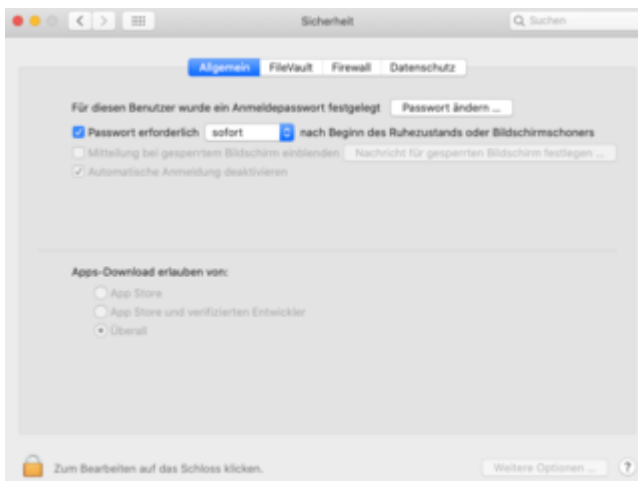 Sicherheit
Suchen
Allgemein FileVault Firewall Datenschutz
Für diesen Benutzer wurde ein Anmeldepasswort festgelegt Passwort ändern ...
Passwort erforderlich sofort nach Beginn des Ruhezustands oder Bildschirmschoners
Mitteilung bei gesperrtem Bildschirm einblenden Nachricht für gesperrten Bildschirm festlegen ...
Automatische Anmeldung deaktivieren
Apps-Download erlauben von:
App Store
App Store und verifizierten Entwickler
Überall
Zum Bearbeiten auf das Schloss klicken.
Weitere Optionen ... ?